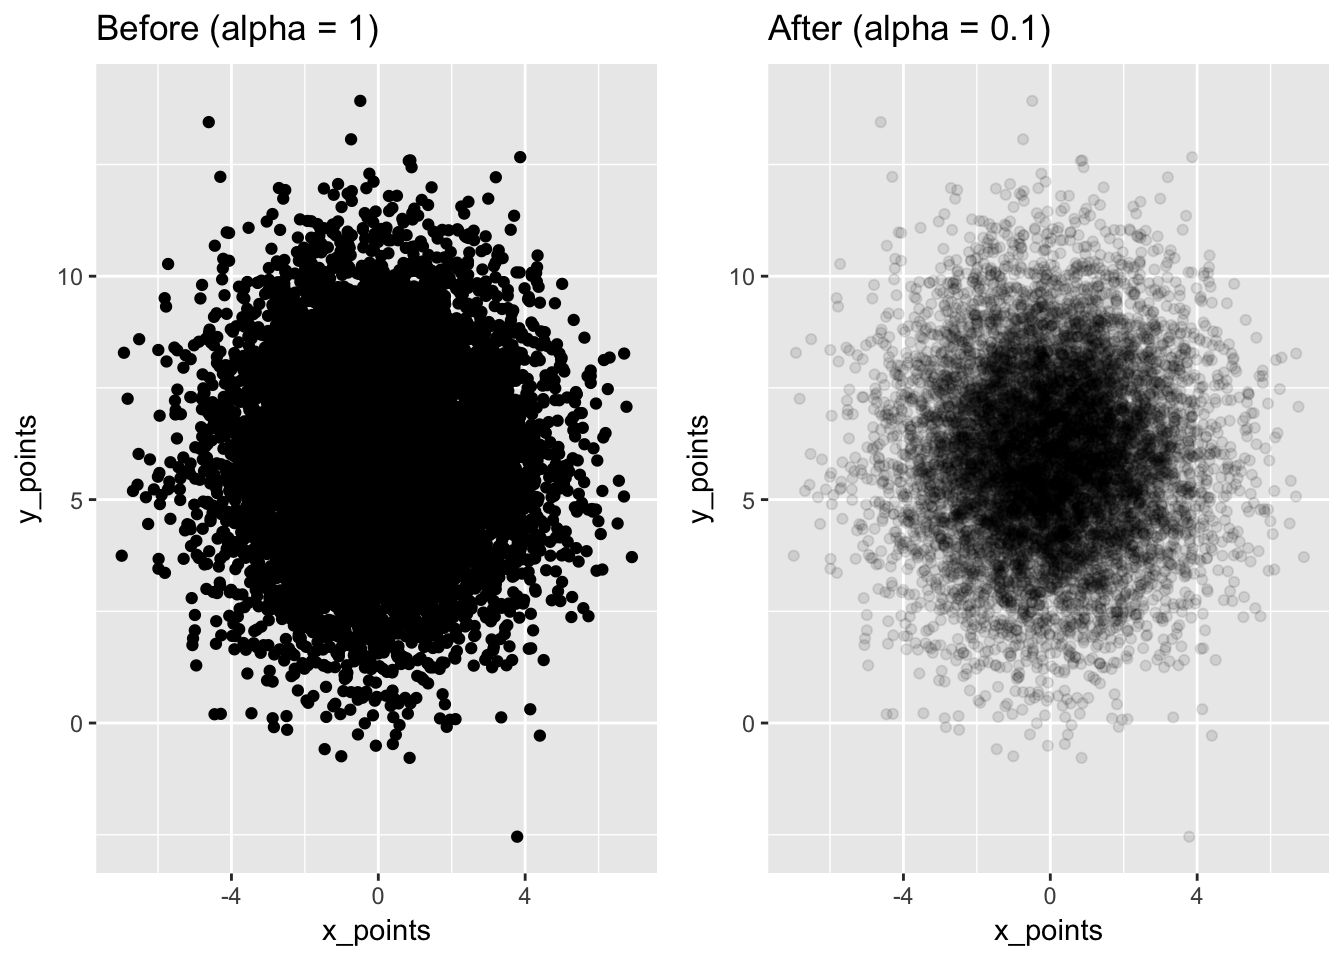 Before (alpha = 1)
y_points
10
5
0
-4 0 4
x_points
After (alpha = 0.1)
y_points
10
5
0
-4 0 4
x_points